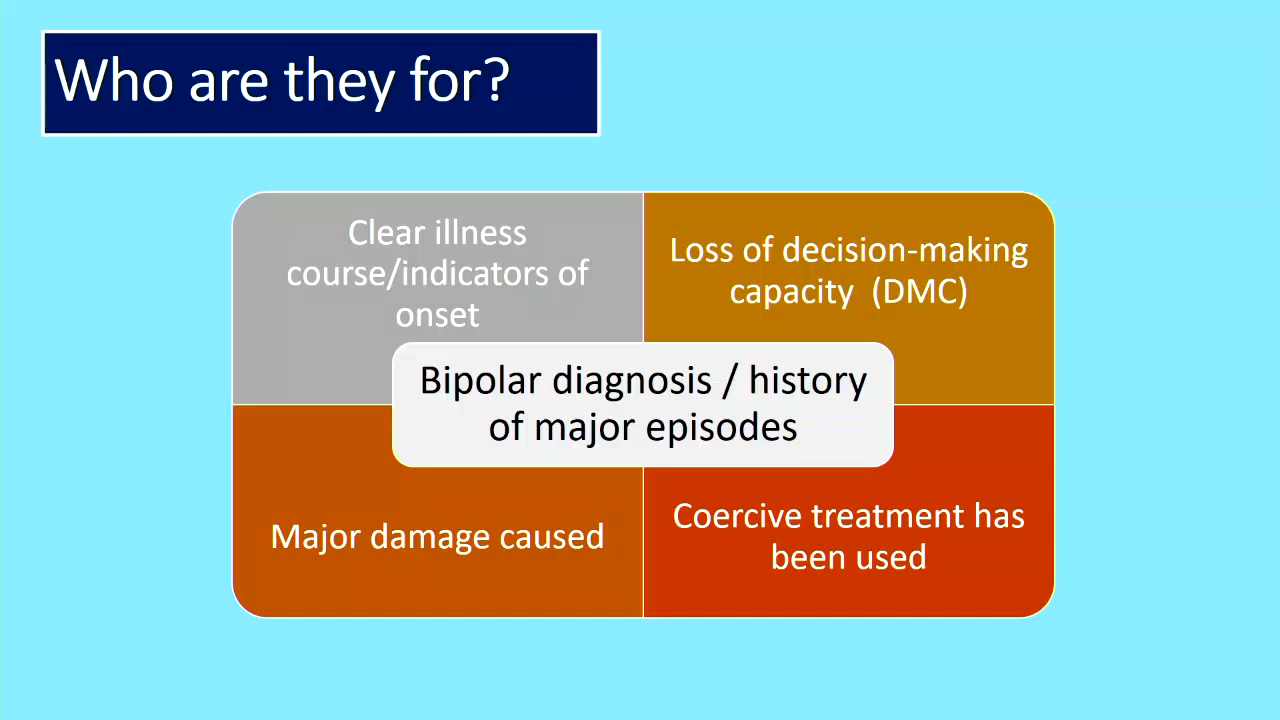 Who are they for?
Clear illness
course/indicators of
onset
Loss of decision-making
capacity  (DMC)
Bipolar diagnosis / history
of major episodes
Major damage caused
Coercive treatment has
been used